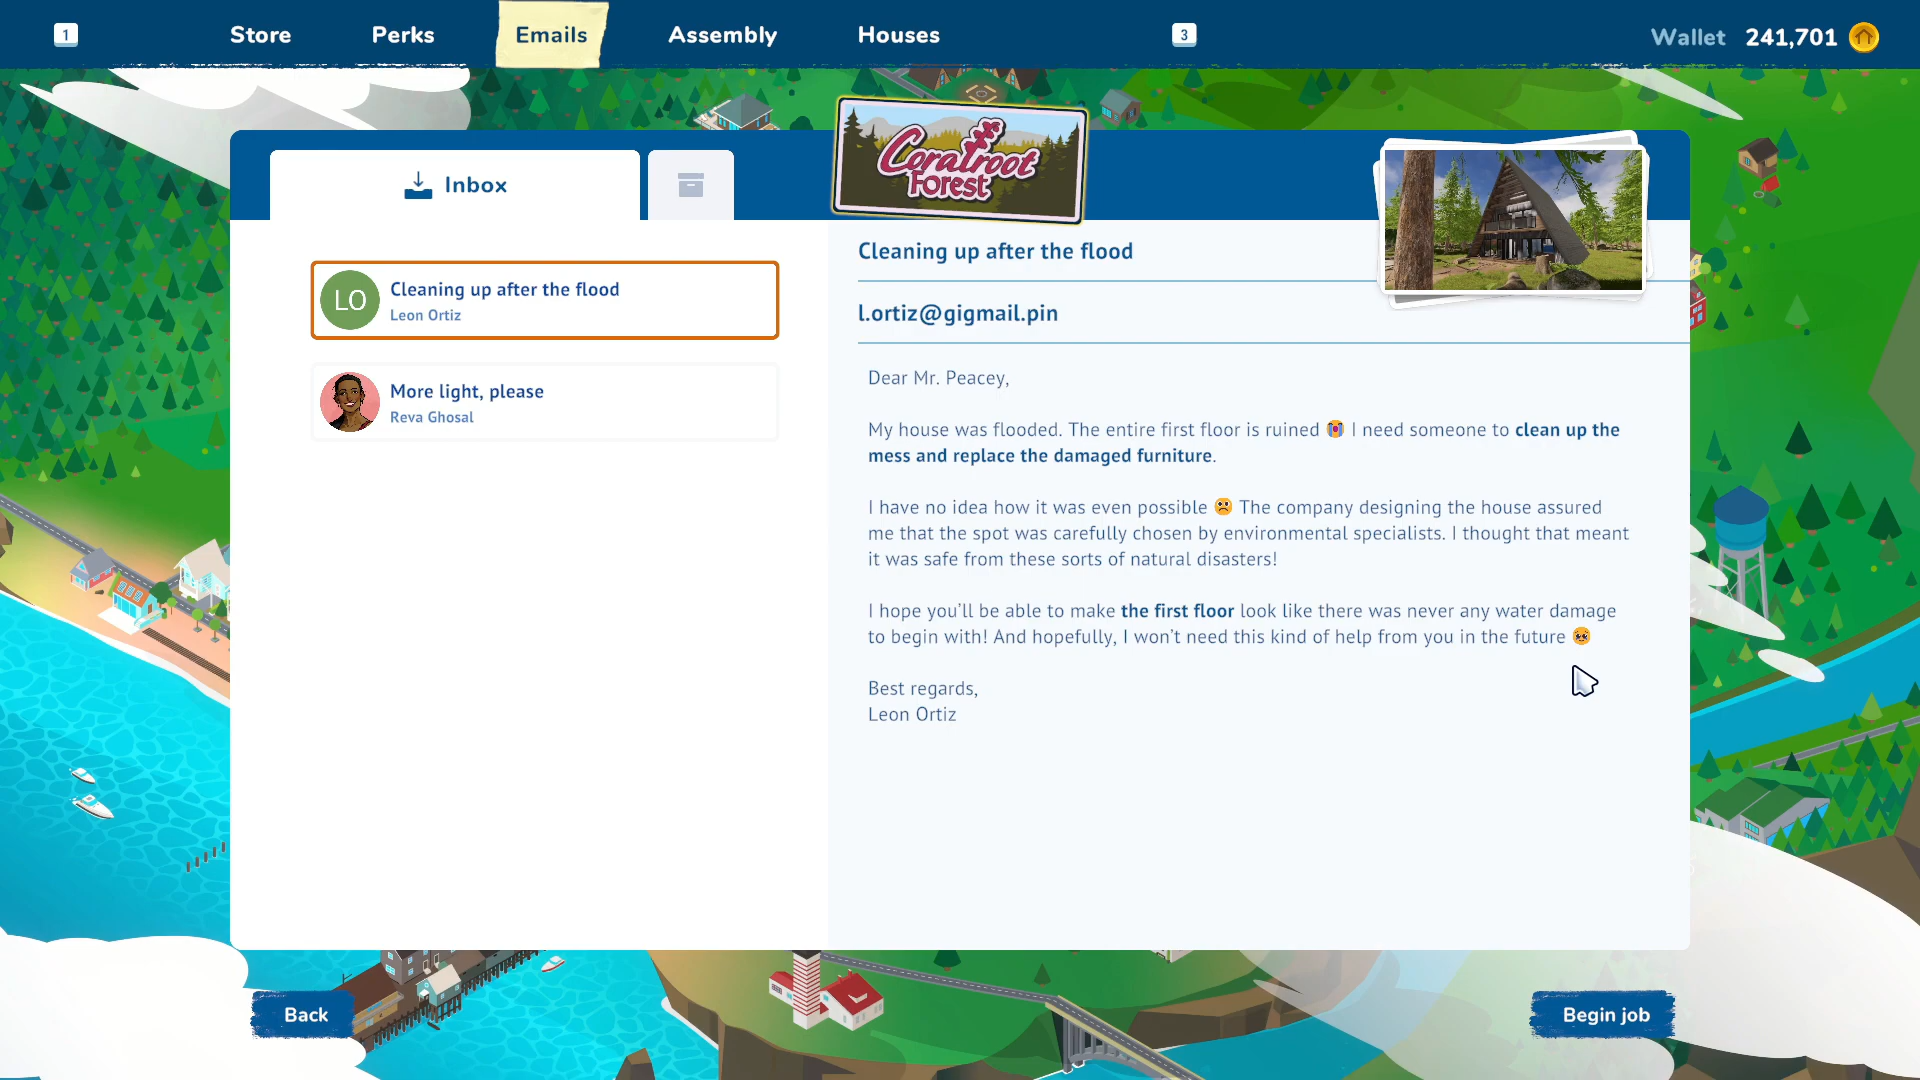 1
Store
Perks
Emails
Assembly
Houses
3
Wallet 241,701
Coralroot
Forest
Inbox
LO
Cleaning up after the flood
Leon Ortiz
More light, please
Reva Ghosal
Cleaning up after the flood
l.ortiz@gigmail.pin
Dear Mr. Peacey,
My house was flooded. The entire first floor is ruined 😭 I need someone to clean up the
mess and replace the damaged furniture.
I have no idea how it was even possible ☹️ The company designing the house assured
me that the spot was carefully chosen by environmental specialists. I thought that meant
it was safe from these sorts of natural disasters!
I hope you'll be able to make the first floor look like there was never any water damage
to begin with! And hopefully, I won't need this kind of help from you in the future 🥺
Best regards,
Leon Ortiz
Back
Begin job